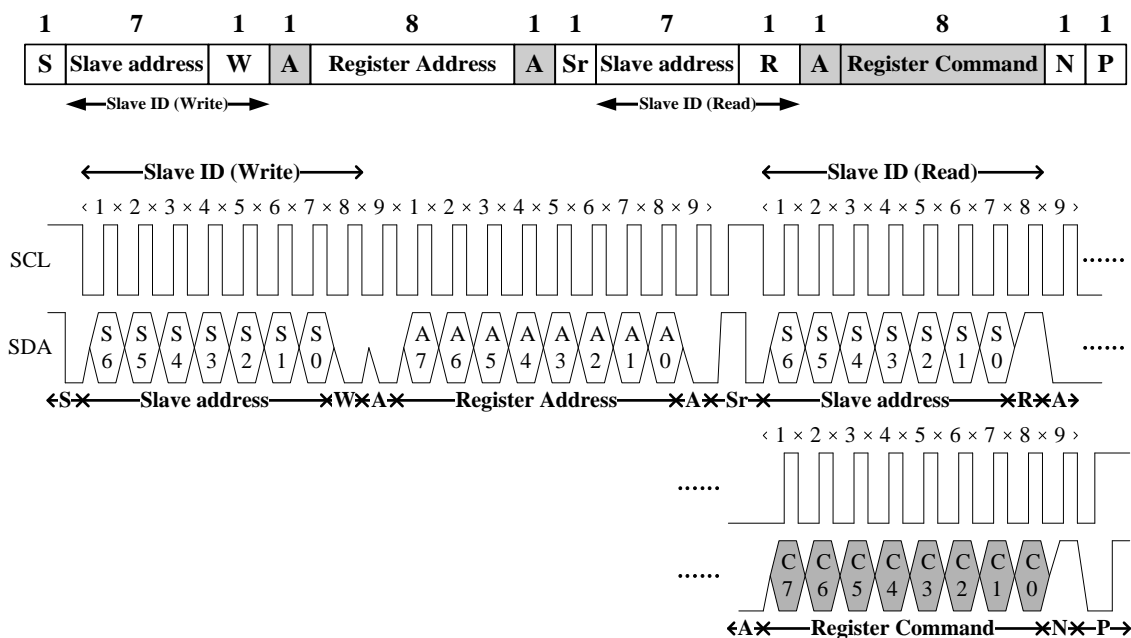 1 7 1 1 8 1 1 7 1 1 8 1 1
S Slave address W A Register Address A Sr Slave address R A Register Command N P
Slave ID (Write) Slave ID (Read)
Slave ID (Write) Slave ID (Read)
1 × 2 × 3 × 4 × 5 × 6 × 7 × 8 × 9 × 1 × 2 × 3 × 4 × 5 × 6 × 7 × 8 × 9 1 × 2 × 3 × 4 × 5 × 6 × 7 × 8 × 9
SCL ......
SDA S6 S5 S4 S3 S2 S1 S0 A7 A6 A5 A4 A3 A2 A1 A0 S6 S5 S4 S3 S2 S1 S0 ......
S Slave address W A Register Address A Sr Slave address R A
1 × 2 × 3 × 4 × 5 × 6 × 7 × 8 × 9
......
...... C7 C6 C5 C4 C3 C2 C1 C0
A Register Command N P